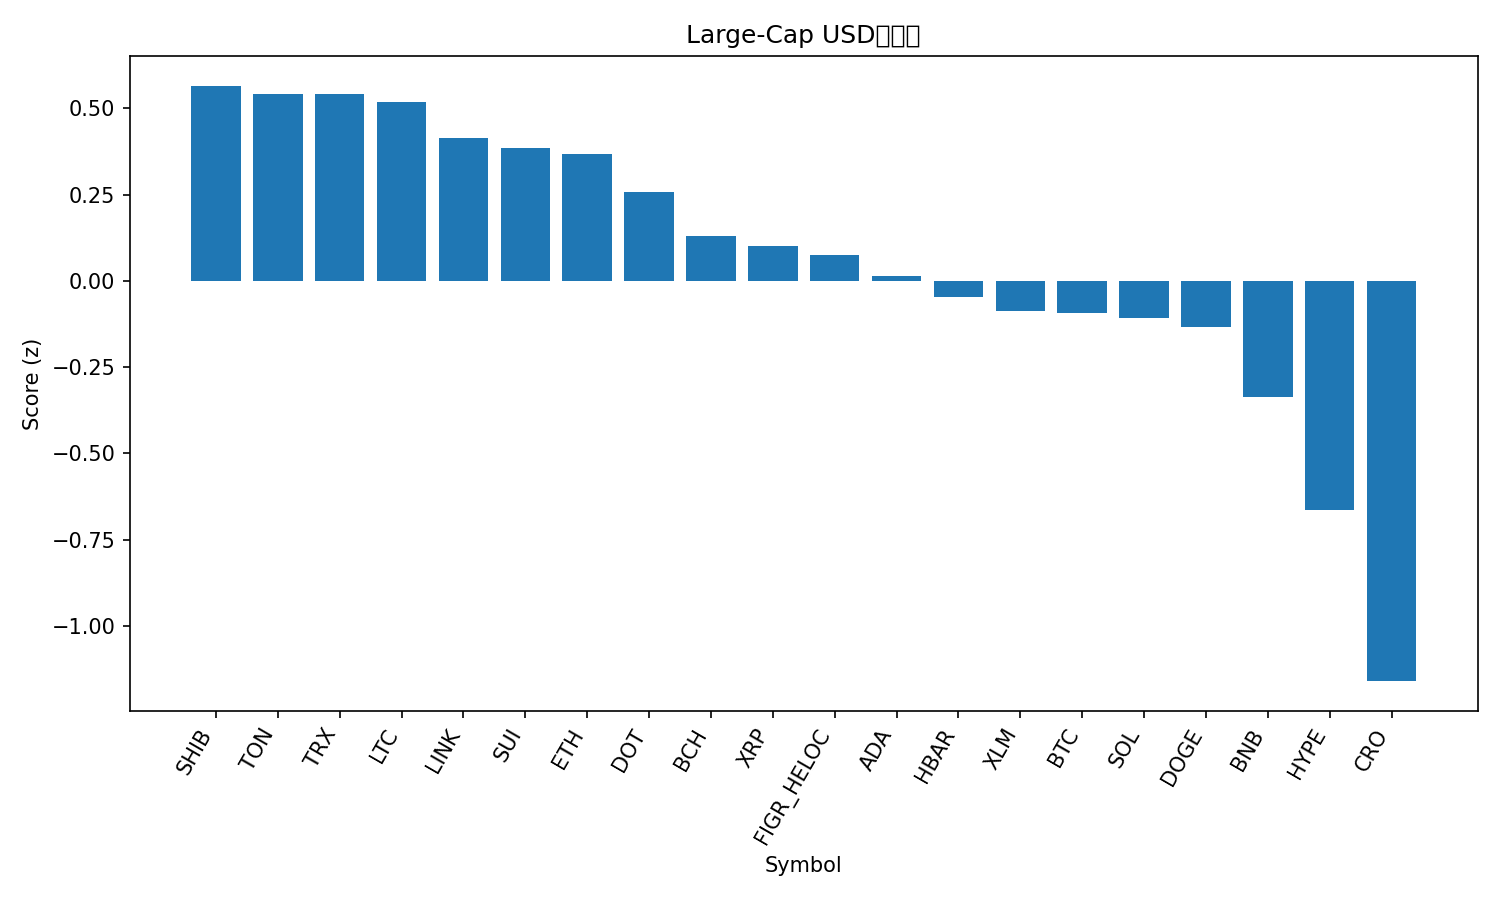 Large-Cap USD
Score (z)
0.50
0.25
0.00
−0.25
−0.50
−0.75
−1.00
SHIB
TON
TRX
LTC
LINK
SUI
ETH
DOT
BCH
XRP
FIGR_HELOC
ADA
HBAR
XLM
BTC
SOL
DOGE
BNB
HYPE
CRO
Symbol